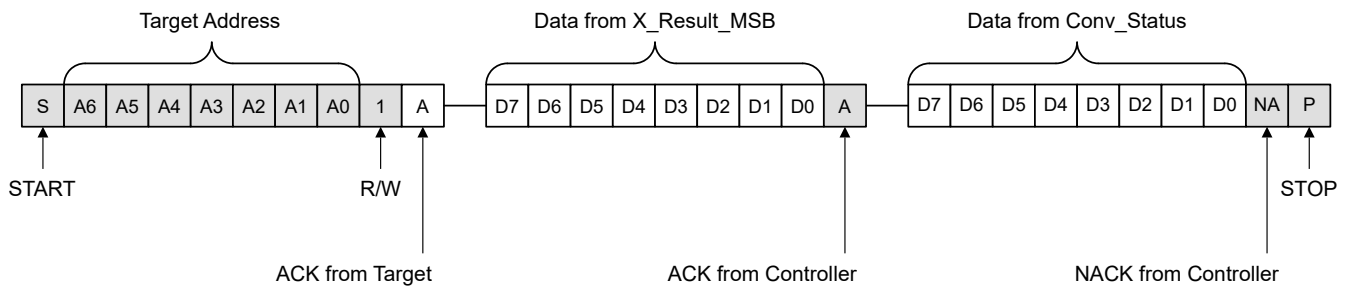 Target Address Data from X_Result_MSB Data from Conv_Status
S A6 A5 A4 A3 A2 A1 A0 1 A D7 D6 D5 D4 D3 D2 D1 D0 A D7 D6 D5 D4 D3 D2 D1 D0 NA P
START R/W STOP
ACK from Target ACK from Controller NACK from Controller